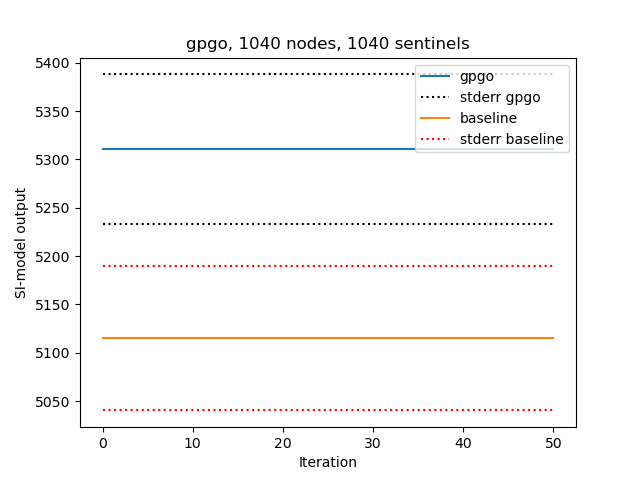 gpgo, 1040 nodes, 1040 sentinels
5400
5350
5300
5250
5200
5150
5100
5050
SI-model output
gpgo
stderr gpgo
baseline
stderr baseline
0 10 20 30 40 50
Iteration